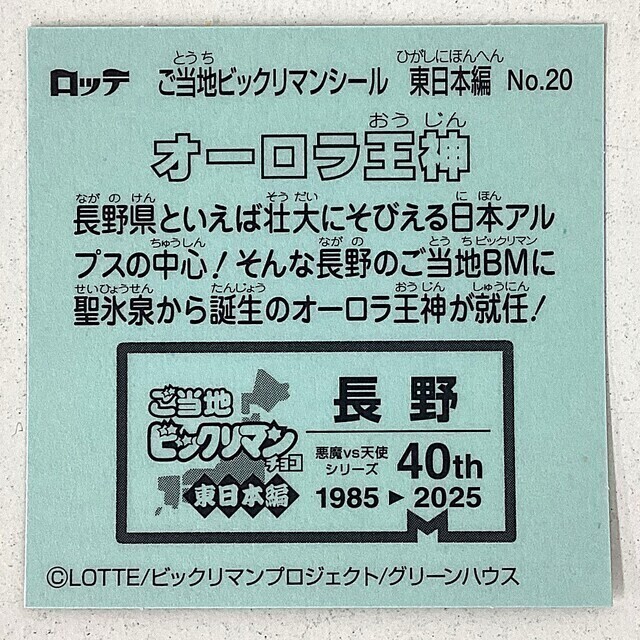 ロッテ ご当地ビックリマンシール 東日本編 No.20
とうち ひがしにほんへん
オーロラ王神
おうじん
長野県といえば壮大にそびえる日本アル
ながのけん そうだい にほん
プスの中心！そんな長野のご当地BMに
ちゅうしん ながの とうち ビックリマン
聖氷泉から誕生のオーロラ王神が就任！
せいひょうせん たんじょう おうじん しゅうにん
ご当地
ビックリマン
チョコ
東日本編
長野
悪魔vs天使
シリーズ 40th
1985 ▶ 2025
©LOTTE/ビックリマンプロジェクト/グリーンハウス